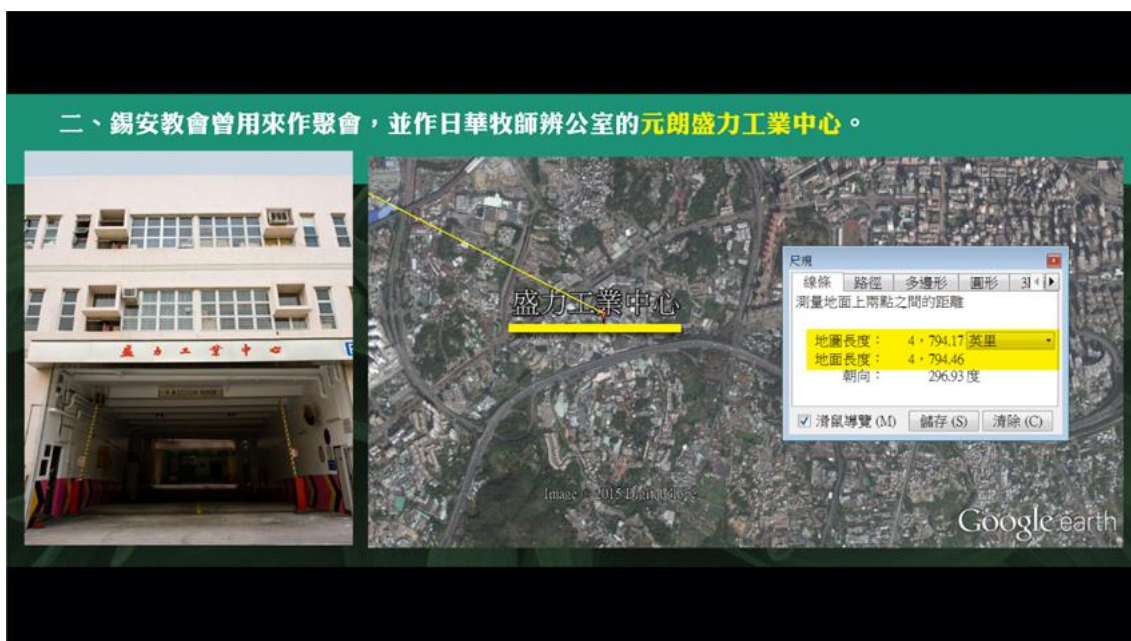 二、錫安教會曾用來作聚會，並作日華牧師辨公室的元朗盛力工業中心。
盛力工業中心
盛力工業中心
尺規
線條 路徑 多邊形 圓形
測量地面上兩點之間的距離
地圖長度： 4，794.17 英里
地面長度： 4，794.46
朝向： 296.93 度
滑鼠導覽 (M) 儲存 (S) 清除 (C)
Image © 2015 DigitalGlobe
Google earth